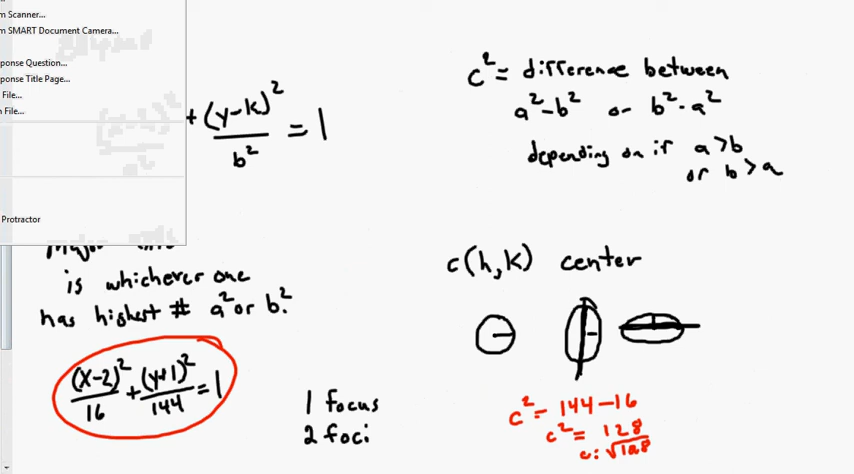 m Scanner...
m SMART Document Camera...
ponse Question...
ponse Title Page...
File...
n File...
Protractor
+ (y-k)² / b² = 1
c² = difference between
a²-b² or b²-a²
depending on if a>b
or b>a
Major
is whichever one
has highest # a² or b².
(x-2)²/16 + (y+1)²/144 = 1
1 focus
2 foci
c(h,k) center
c² = 144-16
c² = 128
c: √128